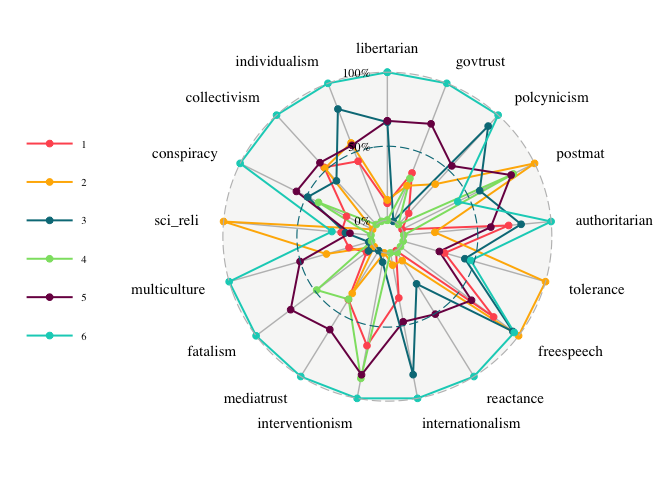 libertarian
individualism
govtrust
100%
collectivism
polcynicism
1
50%
conspiracy
postmat
2
sci_reli
0%
authoritarian
3
4
multiculture
tolerance
5
6
fatalism
freespeech
mediatrust
reactance
interventionism
internationalism